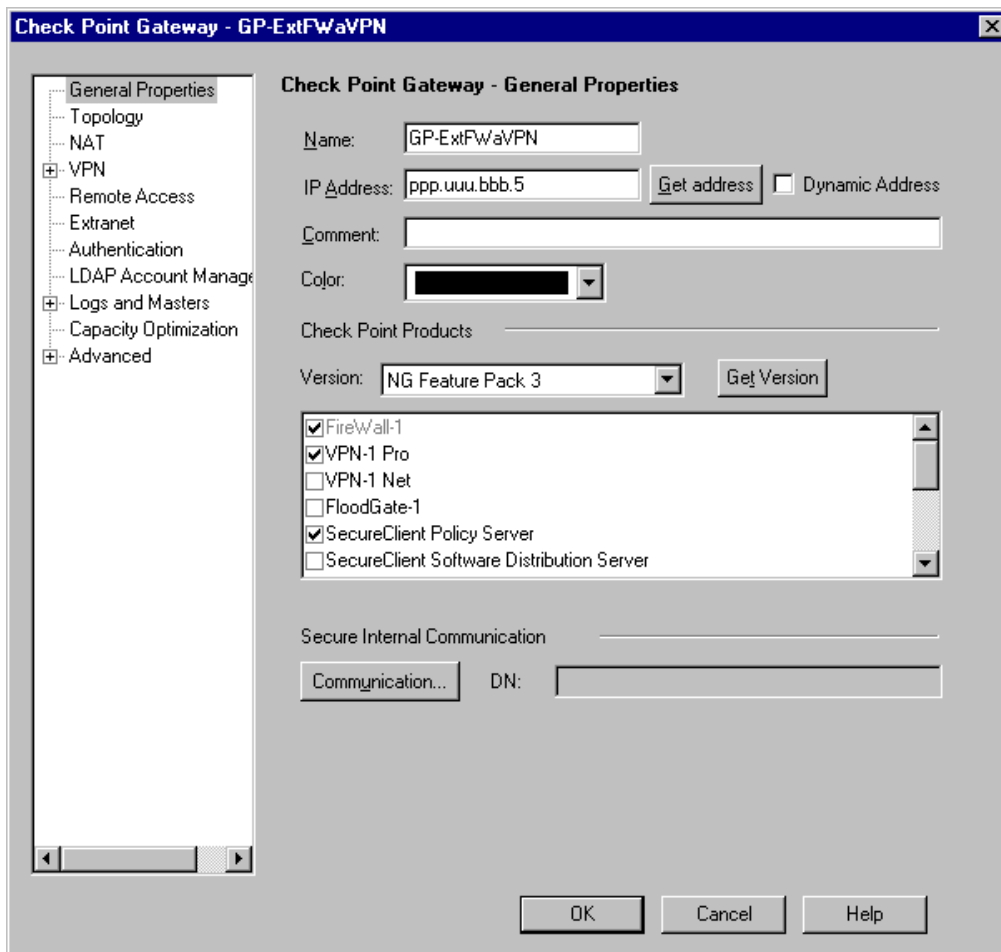 Check Point Gateway - GP-ExtFWaVPN
General Properties
Topology
NAT
VPN
Remote Access
Extranet
Authentication
LDAP Account Manage
Logs and Masters
Capacity Optimization
Advanced
Check Point Gateway - General Properties
Name: GP-ExtFWaVPN
IP Address: ppp.uuu.bbb.5 Get address Dynamic Address
Comment:
Color:
Check Point Products
Version: NG Feature Pack 3 Get Version
FireWall-1
VPN-1 Pro
VPN-1 Net
FloodGate-1
SecureClient Policy Server
SecureClient Software Distribution Server
Secure Internal Communication
Communication... DN:
OK Cancel Help